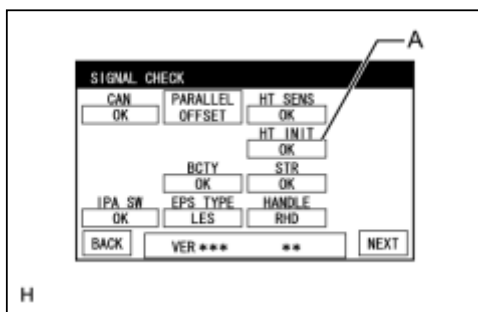 A
SIGNAL CHECK
CAN PARALLEL HT SENS
OK OFFSET OK
HT INIT
OK
BCTY STR
OK OK
IPA SW EPS TYPE HANDLE
OK LES RHD
BACK VER*** ** NEXT
H